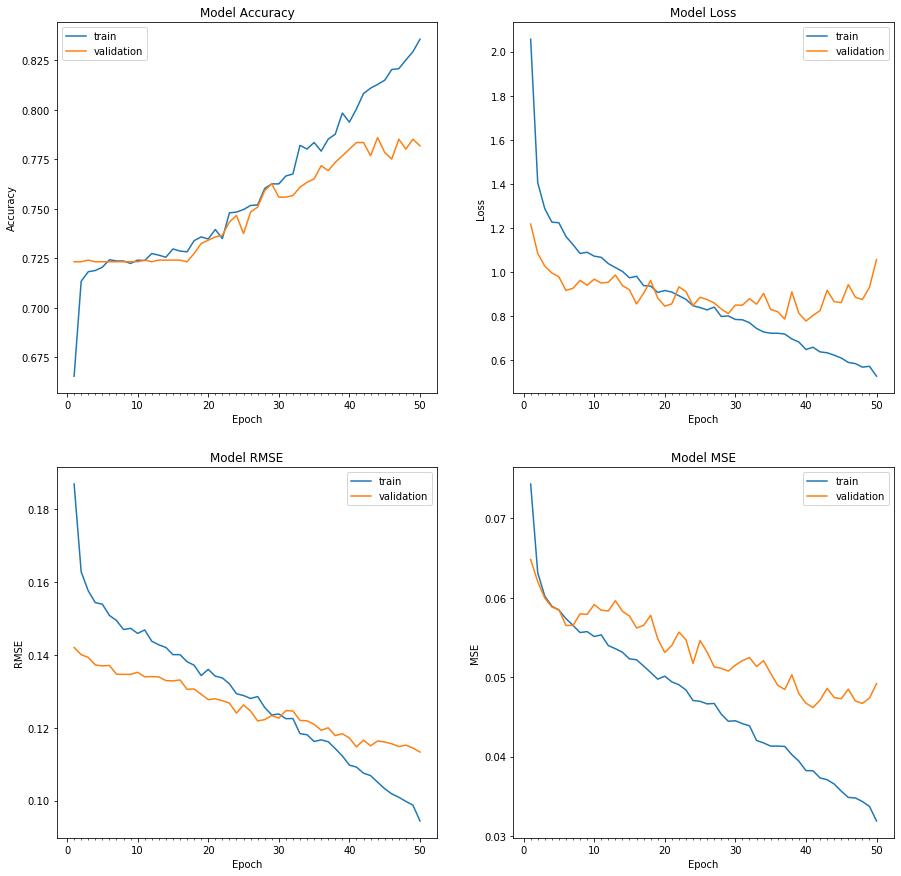 Model Accuracy
train
validation
0.825
0.800
0.775
0.750
0.725
0.700
0.675
Accuracy
0
10
20
30
40
50
Epoch
Model Loss
train
validation
2.0
1.8
1.6
1.4
1.2
1.0
0.8
0.6
Loss
0
10
20
30
40
50
Epoch
Model RMSE
train
validation
0.18
0.16
0.14
0.12
0.10
RMSE
0
10
20
30
40
50
Epoch
Model MSE
train
validation
0.07
0.06
0.05
0.04
0.03
MSE
0
10
20
30
40
50
Epoch